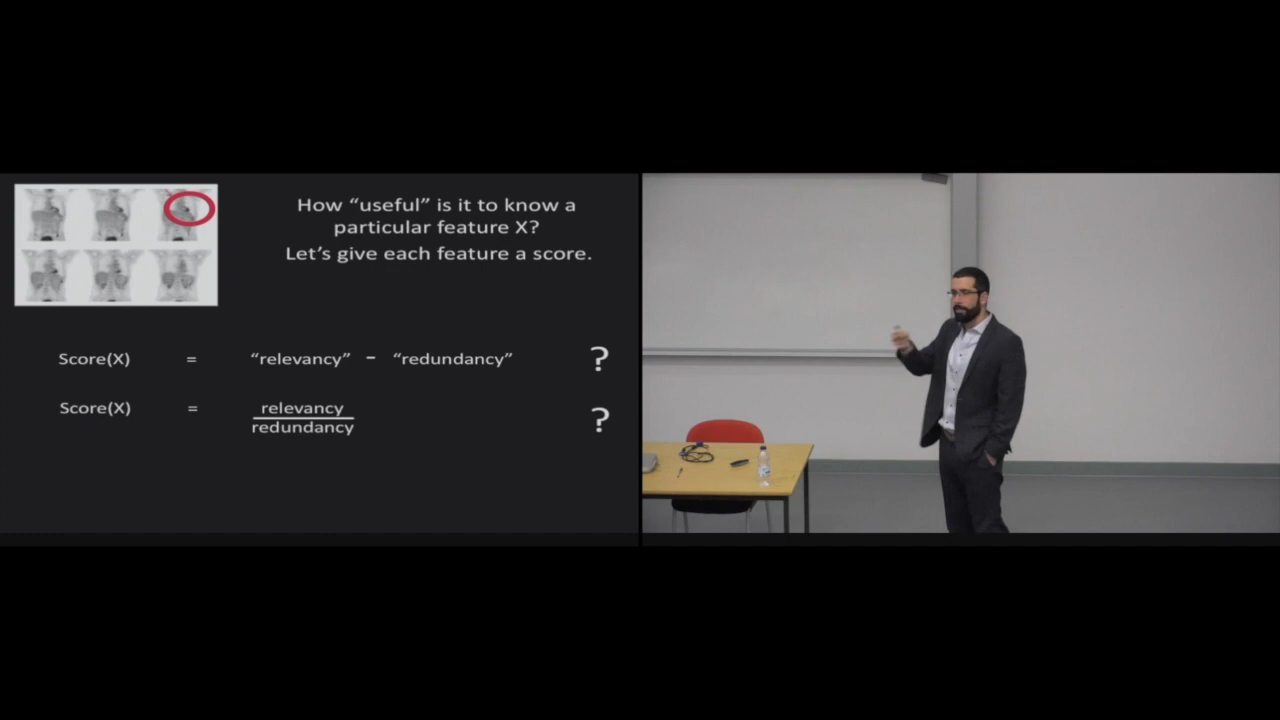 How “useful” is it to know a
particular feature X?
Let’s give each feature a score.
Score(X) = “relevancy” - “redundancy” ?
Score(X) = relevancy
redundancy
?